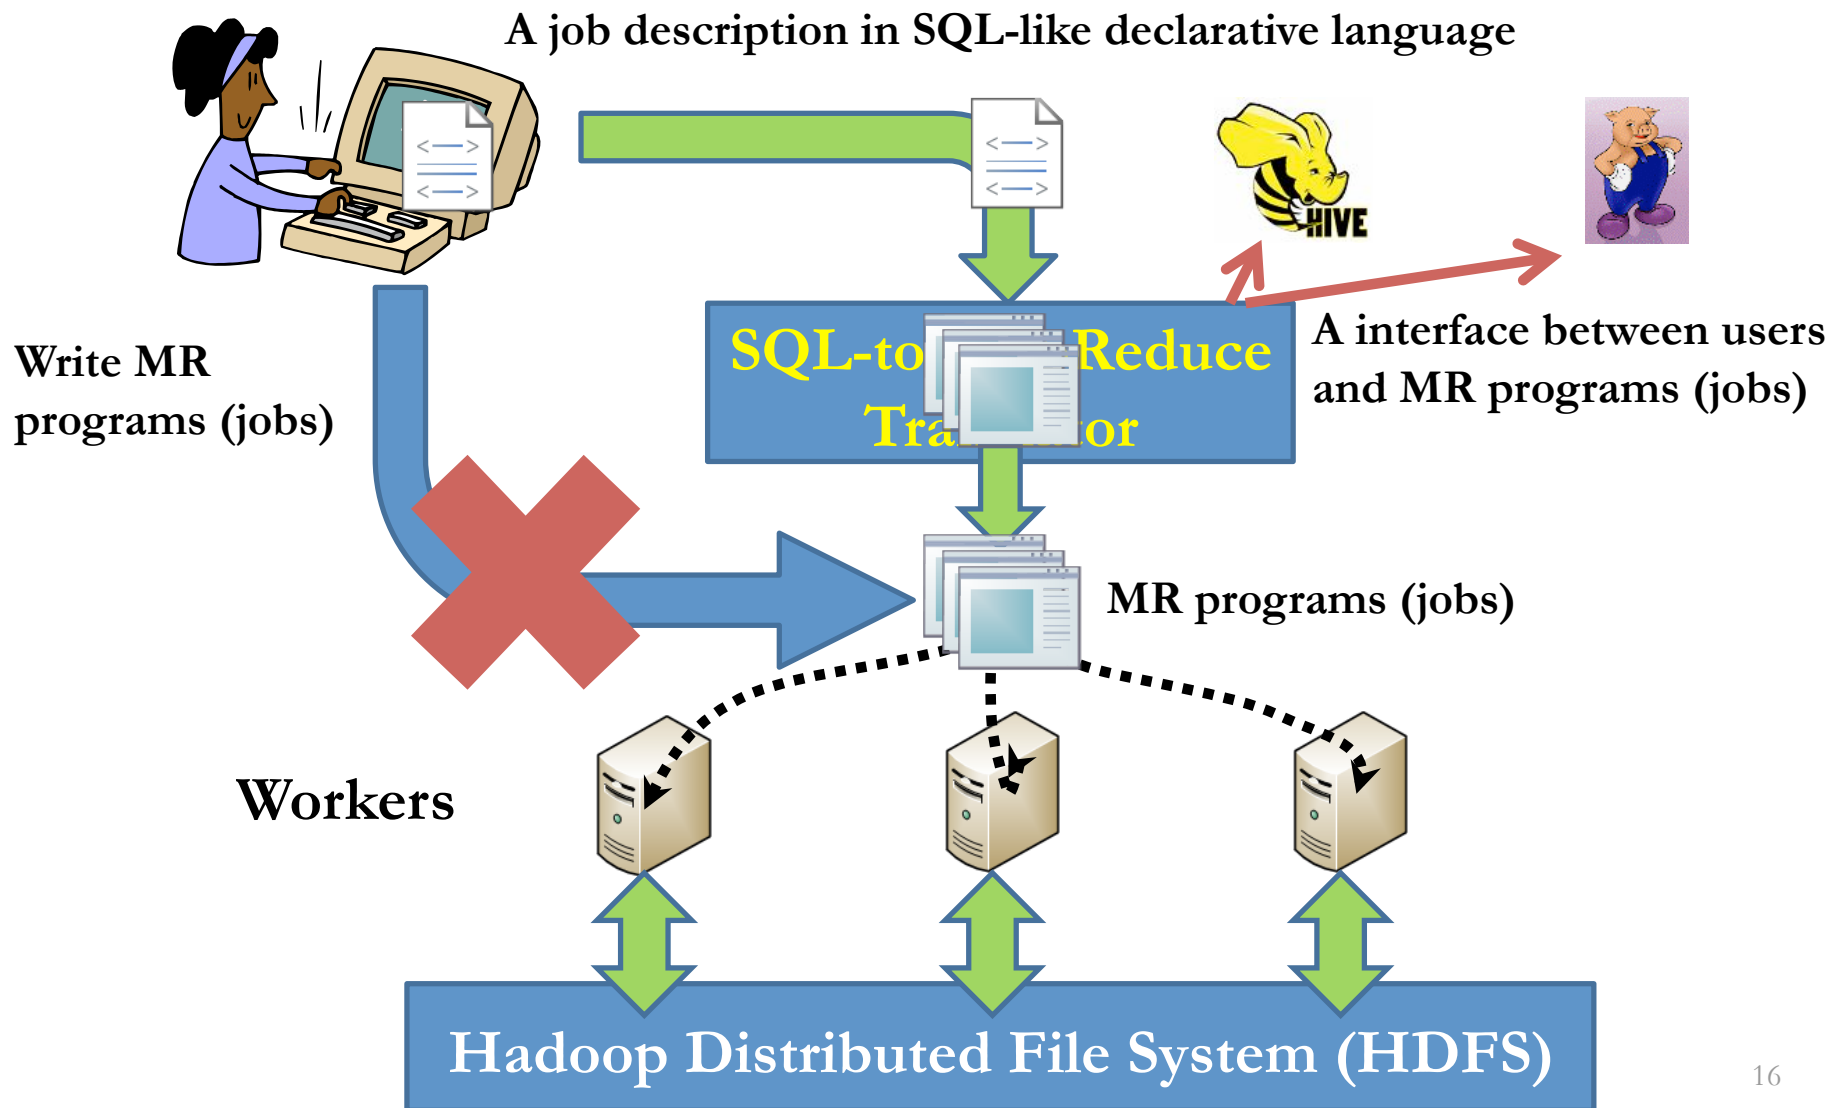 A job description in SQL-like declarative language
HIVE
Write MR
programs (jobs)
SQL-to Reduce
Tra tor
A interface between users
and MR programs (jobs)
MR programs (jobs)
Workers
Hadoop Distributed File System (HDFS)
16